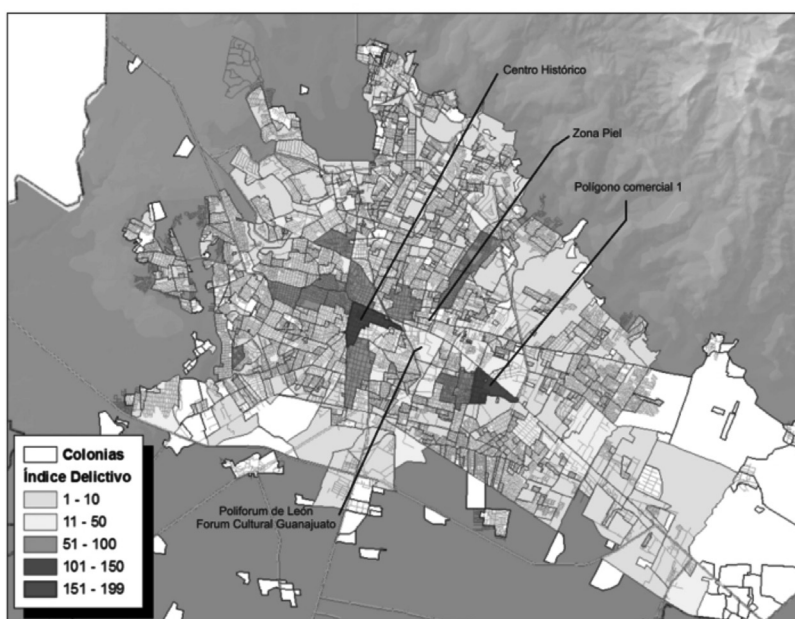 Centro Histórico
Zona Piel
Polígono comercial 1
Poliforum de León
Forum Cultural Guanajuato
Colonias
Índice Delictivo
1 - 10
11 - 50
51 - 100
101 - 150
151 - 199